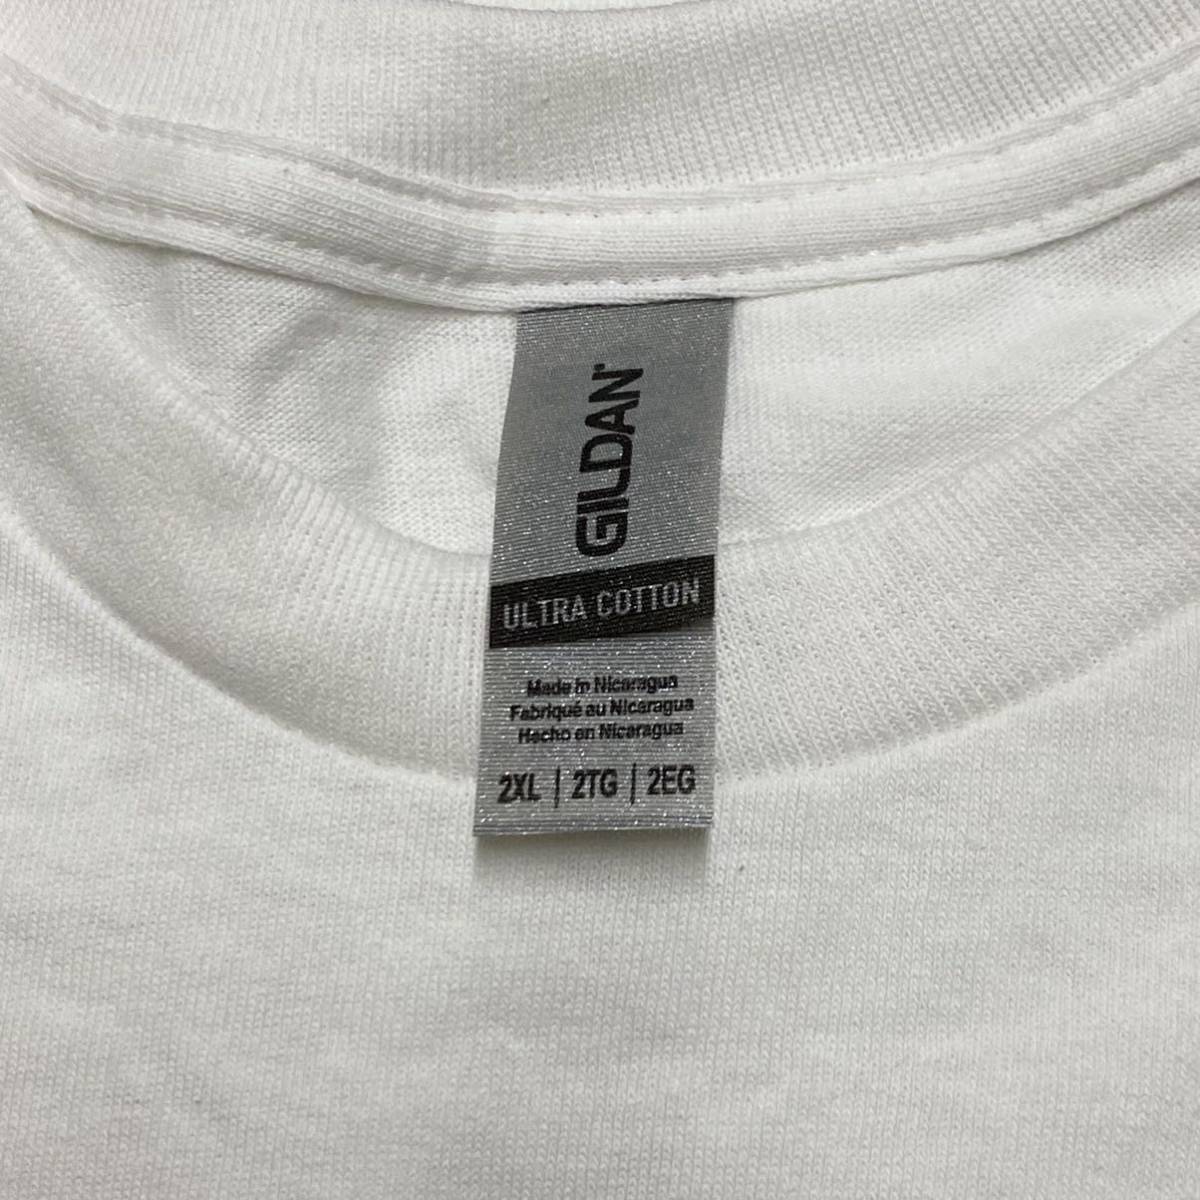 GILDAN
ULTRA COTTON
Made in Nicaragua
Fabriqué au Nicaragua
Hecho en Nicaragua
2XL | 2TG | 2EG